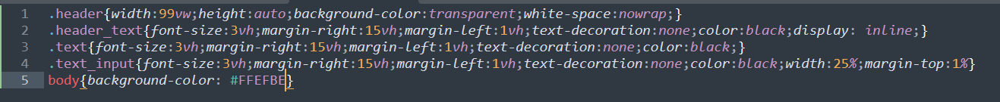 1 .header{width:99vw;height:auto;background-color:transparent;white-space:nowrap;}
2 .header_text{font-size:3vh;margin-right:15vh;margin-left:1vh;text-decoration:none;color:black;display: inline;}
3 .text{font-size:3vh;margin-right:15vh;margin-left:1vh;text-decoration:none;color:black;}
4 .text_input{font-size:3vh;margin-right:15vh;margin-left:1vh;text-decoration:none;color:black;width:25%;margin-top:1%}
5 body{background-color: #FFEFBE}